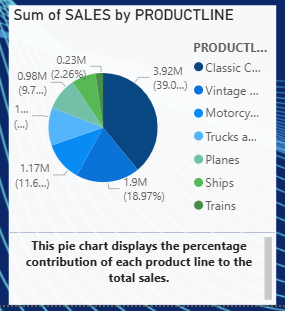 Sum of SALES by PRODUCTLINE
0.23M
(2.26%)
0.98M
(9.7...)
1...
(...)
1.17M
(11.6...)
1.9M
(18.97%)
3.92M
(39.0...)
PRODUCTL...
Classic C...
Vintage ...
Motorcy...
Trucks a...
Planes
Ships
Trains
This pie chart displays the percentage
contribution of each product line to the
total sales.